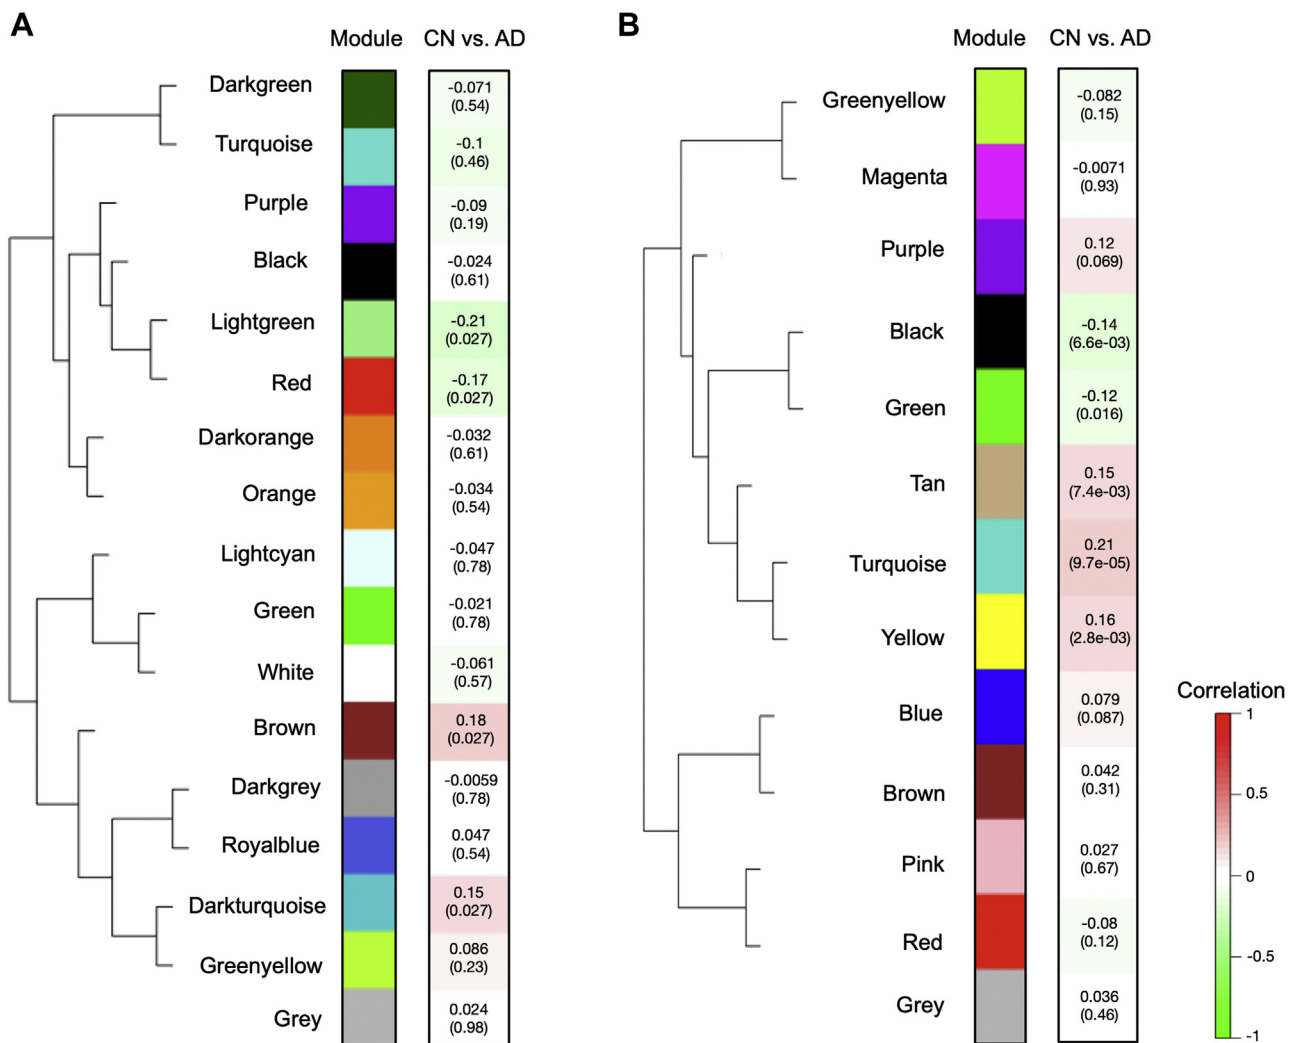 A
Module CN vs. AD
Darkgreen -0.071
(0.54)
Turquoise -0.1
(0.46)
Purple -0.09
(0.19)
Black -0.024
(0.61)
Lightgreen -0.21
(0.027)
Red -0.17
(0.027)
Darkorange -0.032
(0.61)
Orange -0.034
(0.54)
Lightcyan -0.047
(0.78)
Green -0.021
(0.78)
White -0.061
(0.57)
Brown 0.18
(0.027)
Darkgrey -0.0059
(0.78)
Royalblue 0.047
(0.54)
Darkturquoise 0.15
(0.027)
Greenyellow 0.086
(0.23)
Grey 0.024
(0.98)
B
Module CN vs. AD
Greenyellow -0.082
(0.15)
Magenta -0.0071
(0.93)
Purple 0.12
(0.069)
Black -0.14
(6.6e-03)
Green -0.12
(0.016)
Tan 0.15
(7.4e-03)
Turquoise 0.21
(9.7e-05)
Yellow 0.16
(2.8e-03)
Blue 0.079
(0.087)
Brown 0.042
(0.31)
Pink 0.027
(0.67)
Red -0.08
(0.12)
Grey 0.036
(0.46)
Correlation
1
0.5
0
-0.5
-1